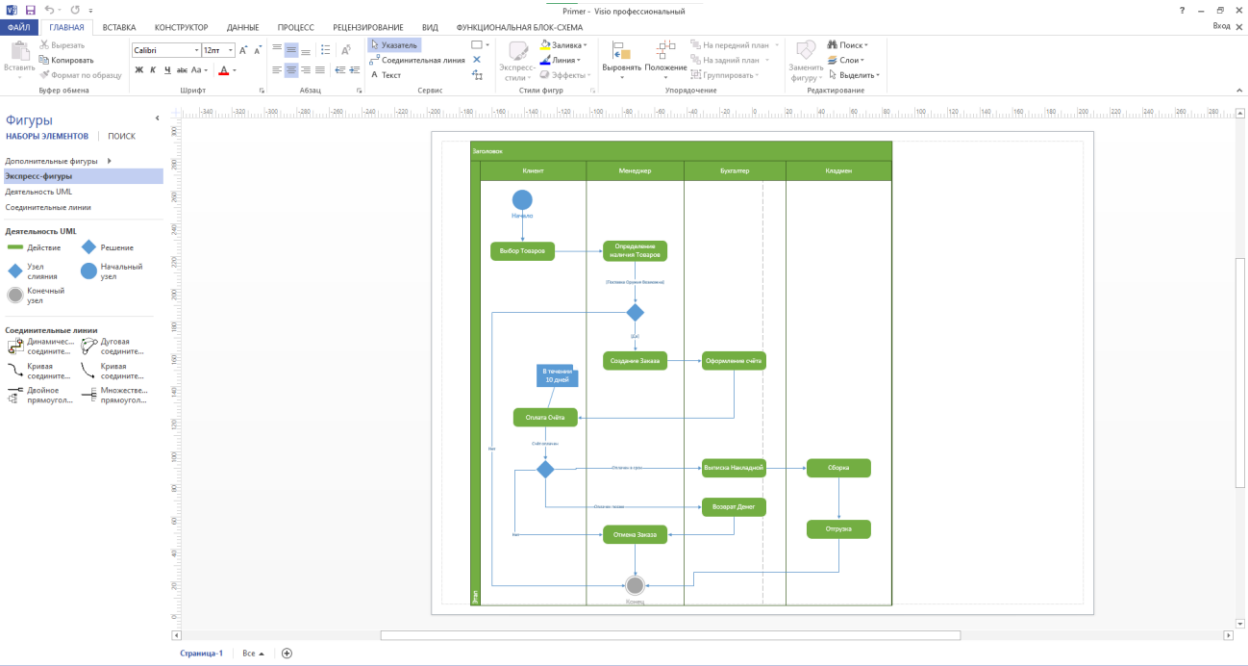 Primer - Visio профессиональный
ФАЙЛ ГЛАВНАЯ ВСТАВКА КОНСТРУКТОР ДАННЫЕ ПРОЦЕСС РЕЦЕНЗИРОВАНИЕ ВИД ФУНКЦИОНАЛЬНАЯ БЛОК-СХЕМА
Вход
Вставить
Вырезать
Копировать
Формат по образцу
Буфер обмена
Calibri 12пт
Ж К Ч abc Aa A
Шрифт
Абзац
Указатель
Соединительная линия
А Текст
Сервис
Экспресс-стили
Заливка
Линия
Эффекты
Стили фигур
Выровнять Положение
На передний план
На задний план
Группировать
Упорядочение
Заменить фигуру
Поиск
Слои
Выделить
Редактирование
Фигуры
НАБОРЫ ЭЛЕМЕНТОВ ПОИСК
Дополнительные фигуры
Экспресс-фигуры
Деятельность UML
Соединительные линии
Деятельность UML
Действие Решение
Узел слияния
Начальный узел
Конечный узел
Соединительные линии
Динамичес... соедините...
Дуговая соедините...
Кривая соедините...
Кривая соедините...
Двойное прямоугол...
Множестве... прямоугол...
Заголовок
Клиент Менеджер Бухгалтер Кладмен
Начало
Выбор Товаров
Определение
наличия Товаров
Создание Заказа Оформление счёта
В течении
10 дней
Оплата Счёта
Выписка Накладной Сборка
Возврат Денег
Отмена Заказа
Отгрузка
Конец
Этап
Страница-1 Все